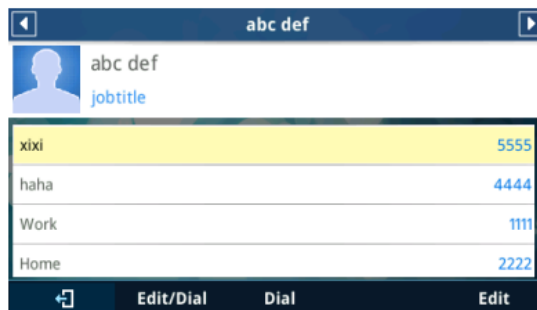 abc def
abc def
jobtitle
xixi 5555
haha 4444
Work 1111
Home 2222
Edit/Dial Dial Edit